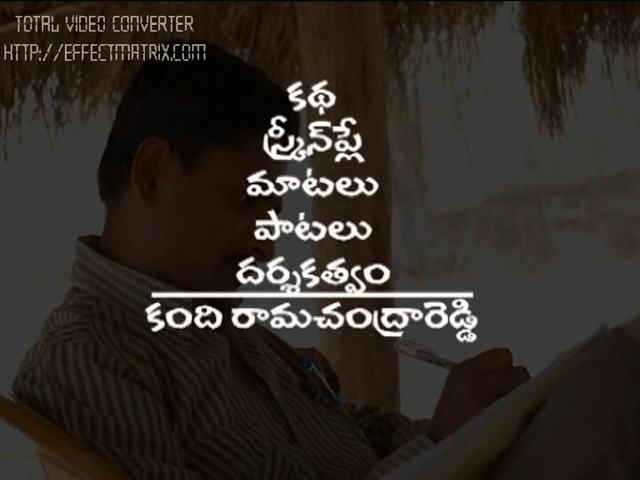 TOTAL VIDEO CONVERTER
HTTP://EFFECTMATRIX.COM
కథ
స్క్రీన్‌ప్లే
మాటలు
పాటలు
దర్శకత్వం
కంది రామచంద్రారెడ్డి